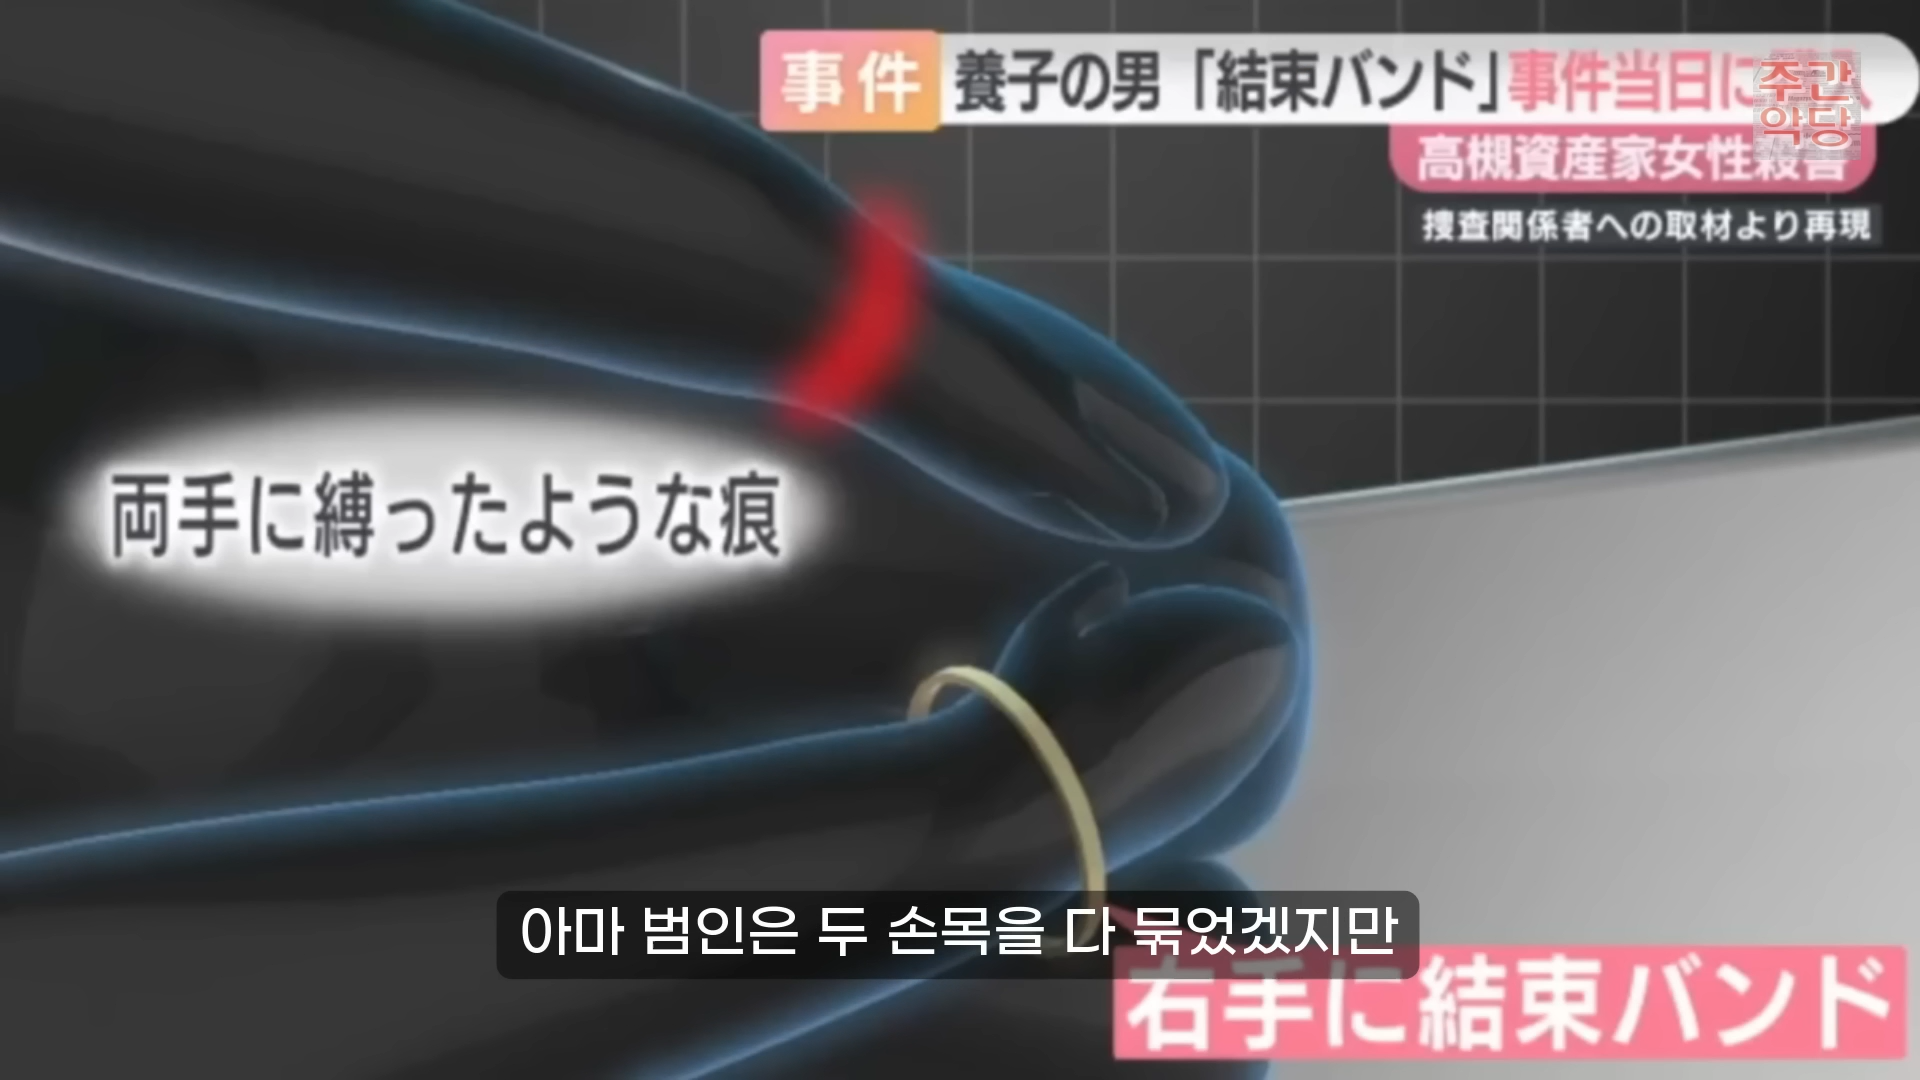 事件
養子の男「結束バンド」事件当日に
주간
악당
高槻資産家女性殺害
捜査関係者への取材より再現
両手に縛ったような痕
아마 범인은 두 손목을 다 묶었겠지만
右手に結束バンド